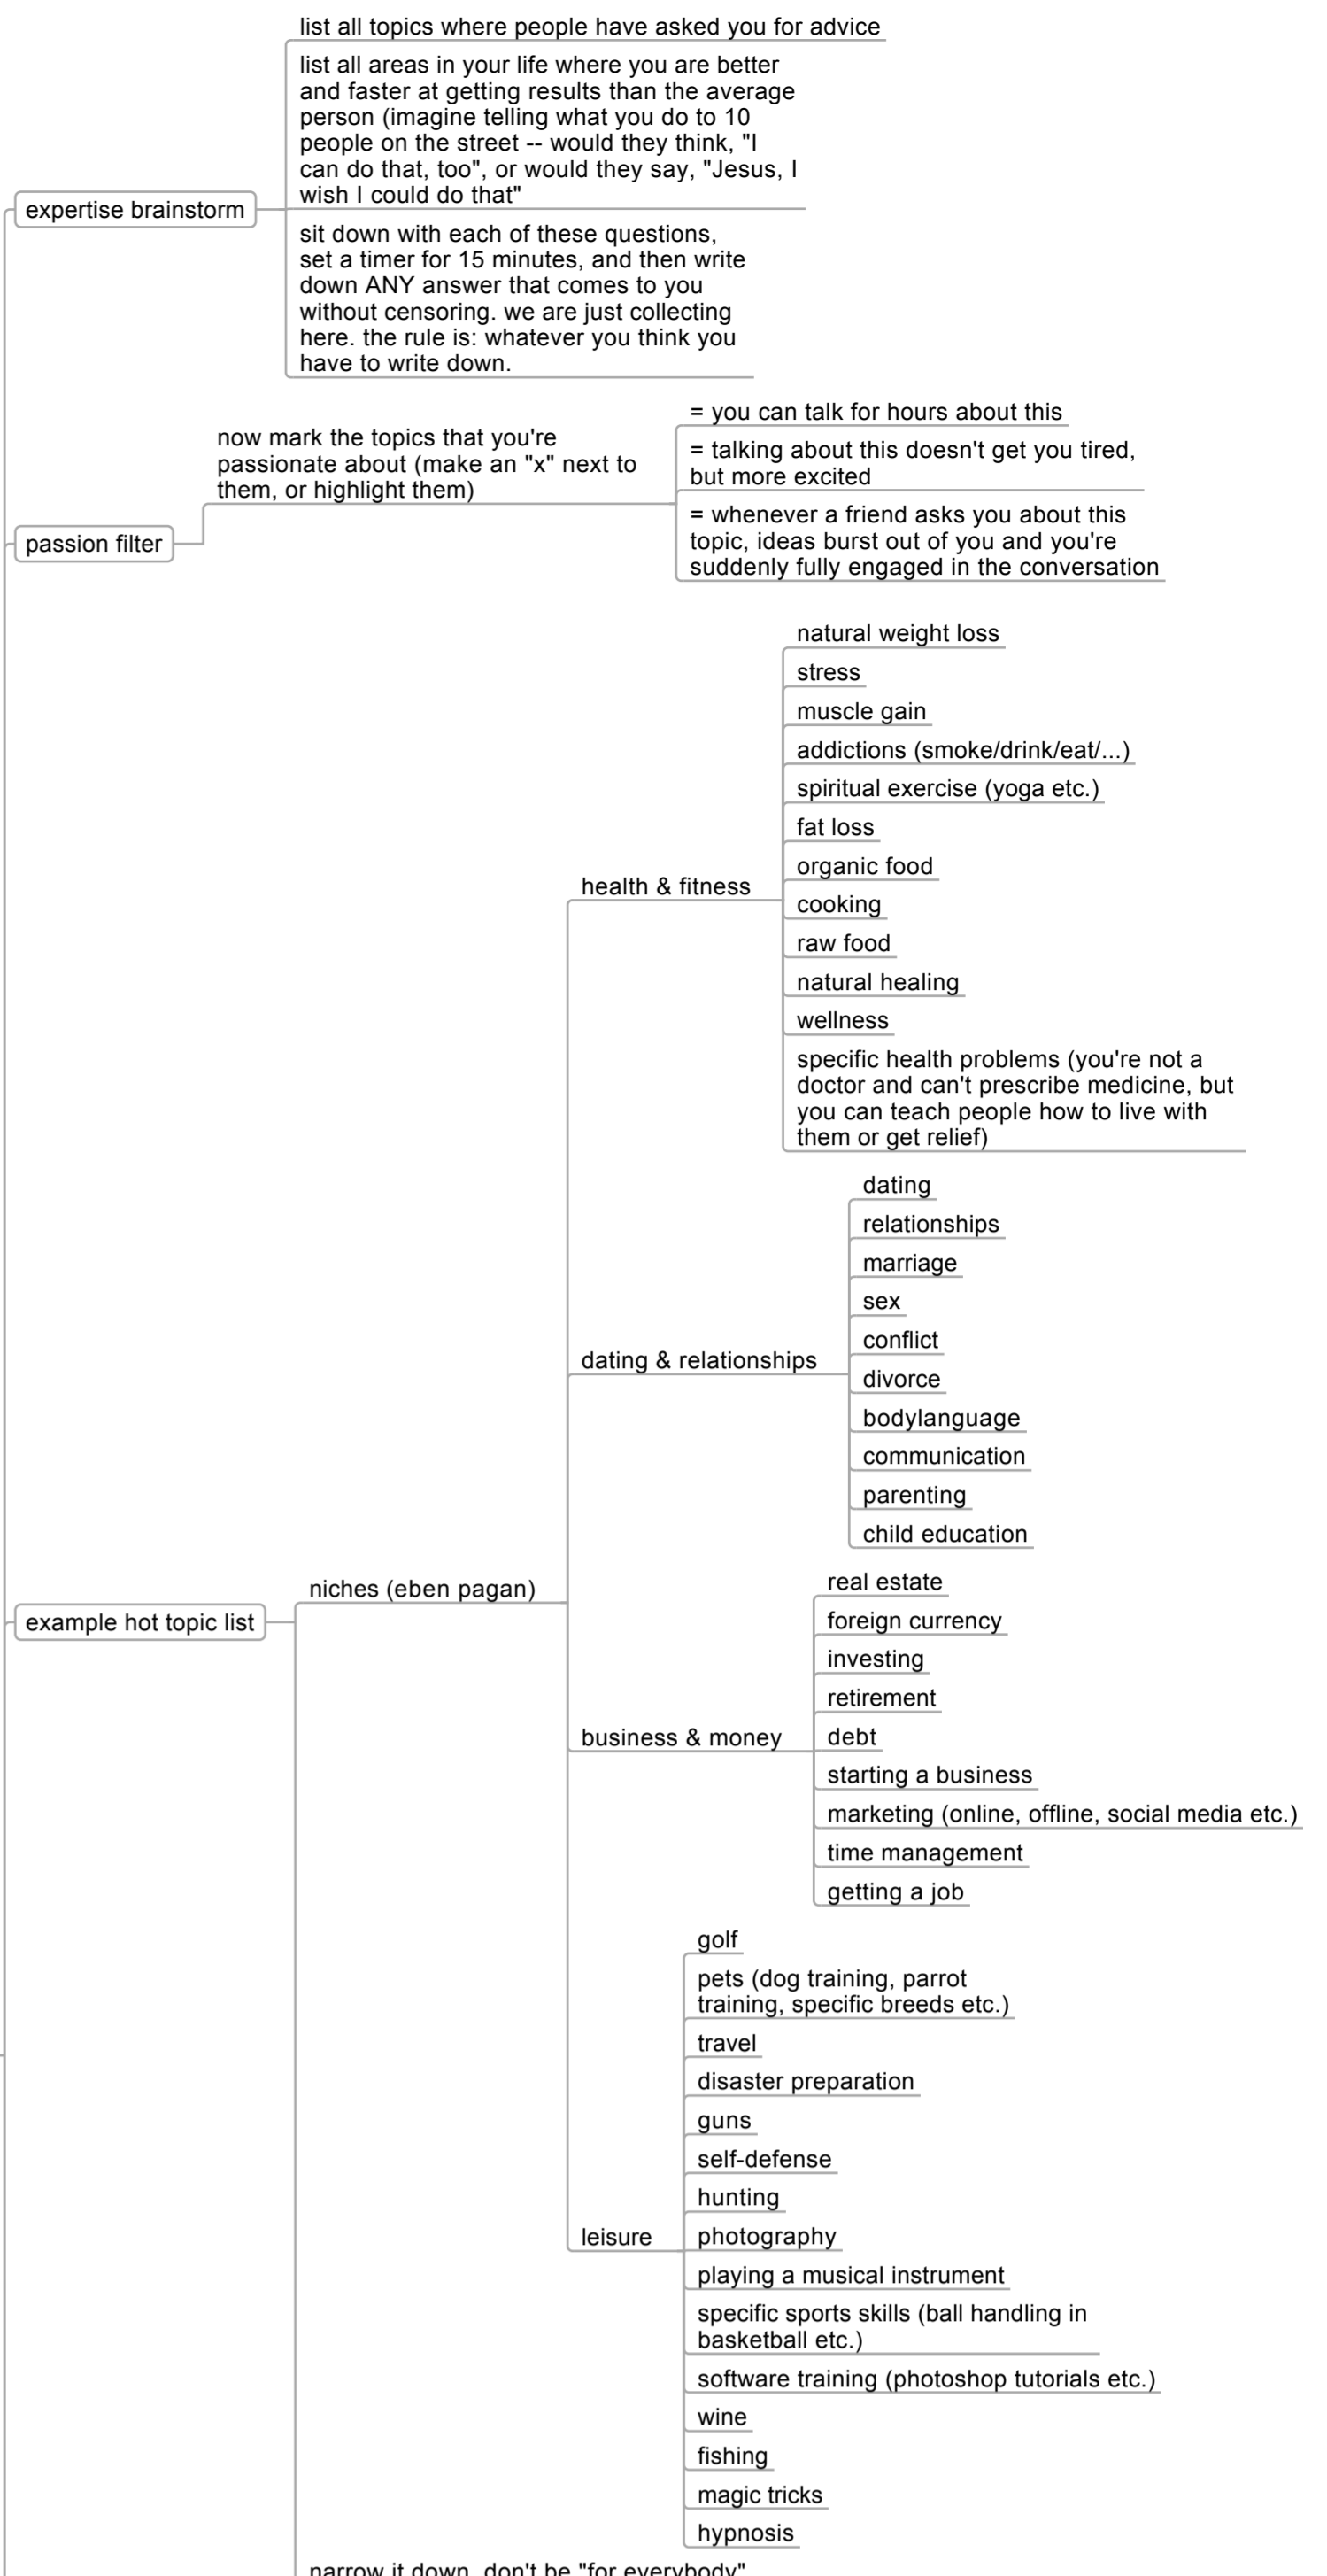 list all topics where people have asked you for advice
list all areas in your life where you are better
and faster at getting results than the average
person (imagine telling what you do to 10
people on the street -- would they think, "I
can do that, too", or would they say, "Jesus, I
wish I could do that"
expertise brainstorm
sit down with each of these questions,
set a timer for 15 minutes, and then write
down ANY answer that comes to you
without censoring. we are just collecting
here. the rule is: whatever you think you
have to write down.
now mark the topics that you're
passionate about (make an "x" next to
them, or highlight them)
= you can talk for hours about this
= talking about this doesn't get you tired,
but more excited
= whenever a friend asks you about this
topic, ideas burst out of you and you're
suddenly fully engaged in the conversation
passion filter
natural weight loss
stress
muscle gain
addictions (smoke/drink/eat/...)
spiritual exercise (yoga etc.)
fat loss
organic food
health & fitness
cooking
raw food
natural healing
wellness
specific health problems (you're not a
doctor and can't prescribe medicine, but
you can teach people how to live with
them or get relief)
dating
relationships
marriage
sex
conflict
dating & relationships
divorce
bodylanguage
communication
parenting
child education
real estate
niches (eben pagan)
example hot topic list
foreign currency
investing
retirement
business & money
debt
starting a business
marketing (online, offline, social media etc.)
time management
getting a job
golf
pets (dog training, parrot
training, specific breeds etc.)
travel
disaster preparation
guns
self-defense
hunting
leisure
photography
playing a musical instrument
specific sports skills (ball handling in
basketball etc.)
software training (photoshop tutorials etc.)
wine
fishing
magic tricks
hypnosis
narrow it down, don't be "for everybody"